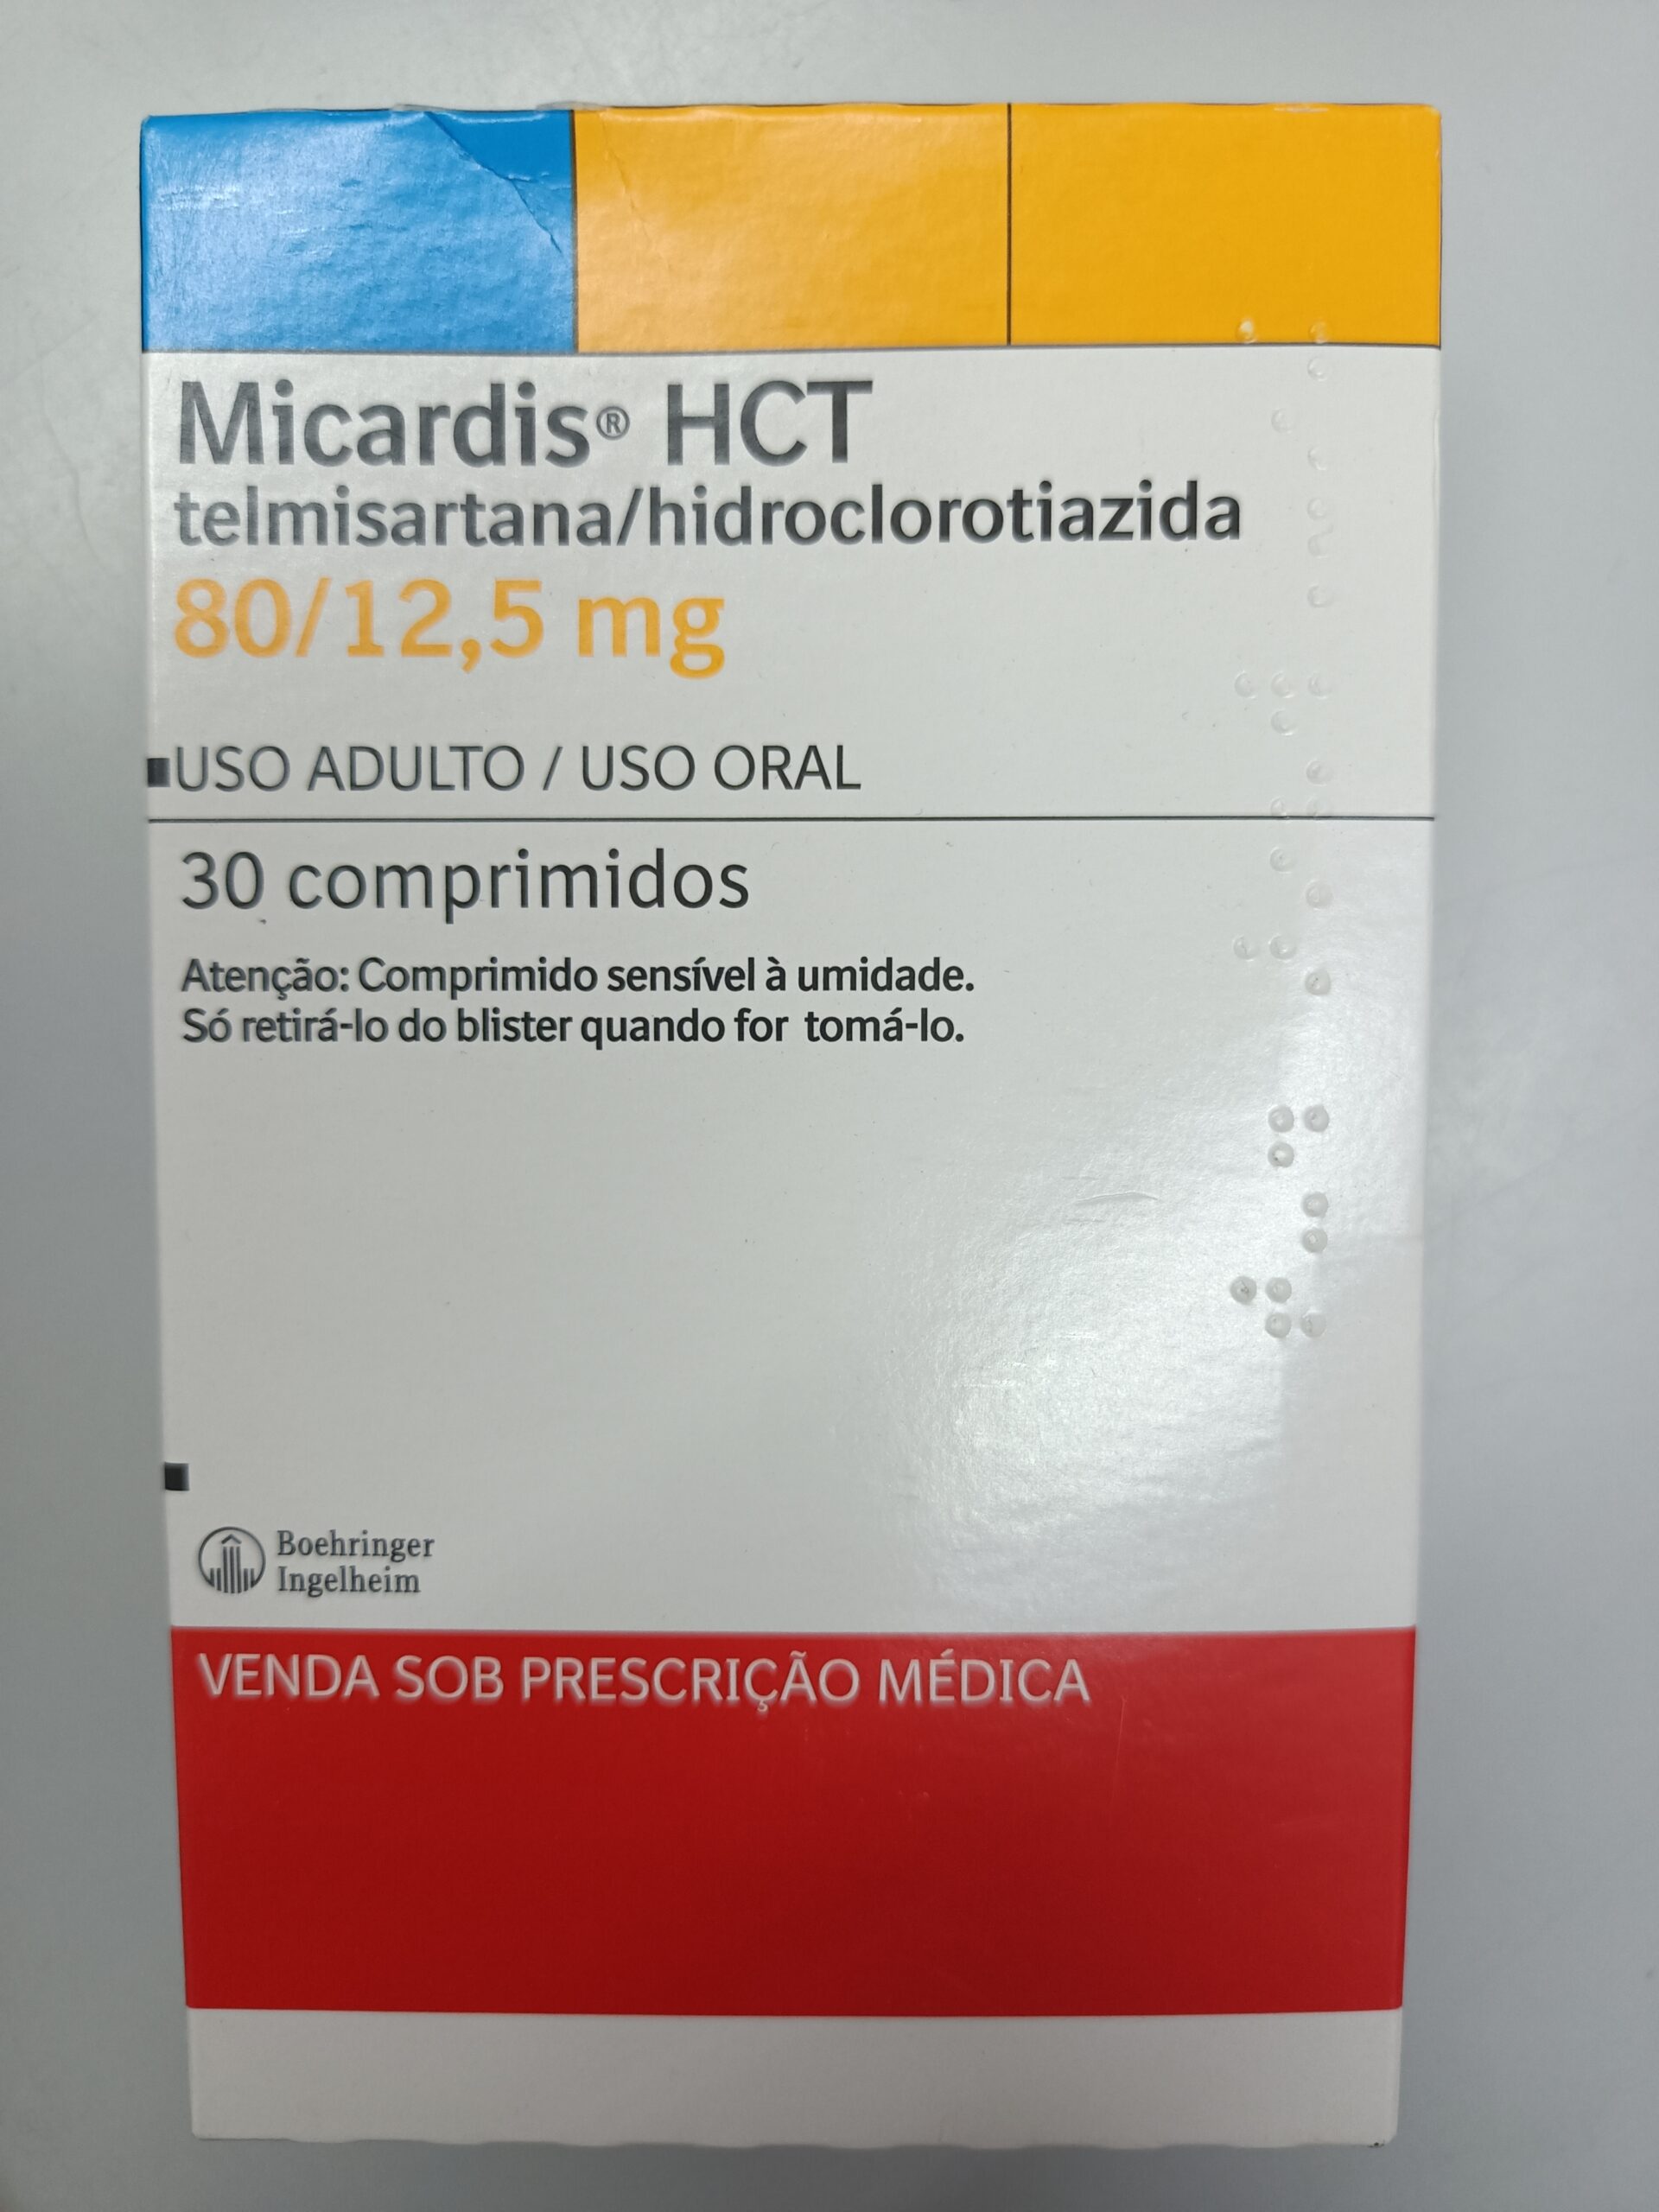 Micardis® HCT
telmisartana/hidroclorotiazida
80/12,5 mg
USO ADULTO / USO ORAL
30 comprimidos
Atenção: Comprimido sensível à umidade.
Só retirá-lo do blister quando for tomá-lo.
Boehringer
Ingelheim
VENDA SOB PRESCRIÇÃO MÉDICA